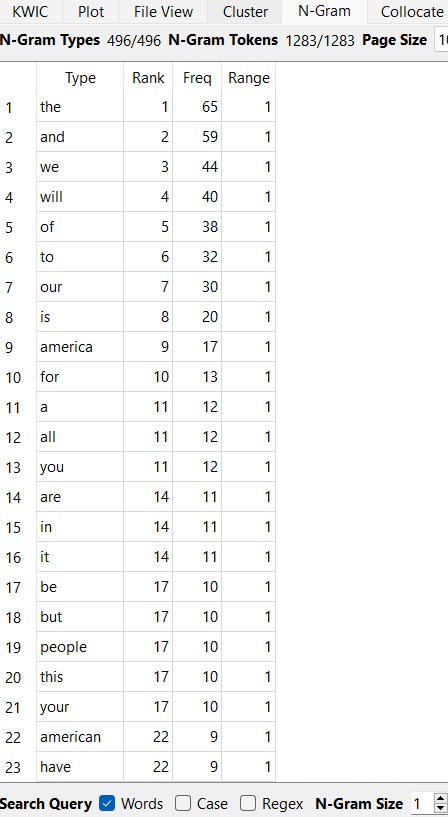 KWIC Plot File View Cluster N-Gram Collocate
N-Gram Types 496/496 N-Gram Tokens 1283/1283 Page Size
Type Rank Freq Range
1 the 1 65 1
2 and 2 59 1
3 we 3 44 1
4 will 4 40 1
5 of 5 38 1
6 to 6 32 1
7 our 7 30 1
8 is 8 20 1
9 america 9 17 1
10 for 10 13 1
11 a 11 12 1
12 all 11 12 1
13 you 11 12 1
14 are 14 11 1
15 in 14 11 1
16 it 14 11 1
17 be 17 10 1
18 but 17 10 1
19 people 17 10 1
20 this 17 10 1
21 your 17 10 1
22 american 22 9 1
23 have 22 9 1
Search Query Words Case Regex N-Gram Size 1